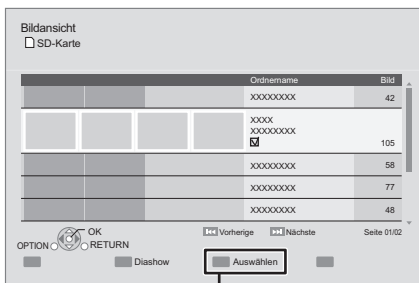 Bildansicht
SD-Karte
Ordnername Bild
XXXXXXXX 42
XXXX
XXXXXXXX
105
XXXXXXXX 58
XXXXXXXX 77
XXXXXXXX 48
OK
OPTION RETURN
Vorherige Nächste Seite 01/02
Diashow Auswählen